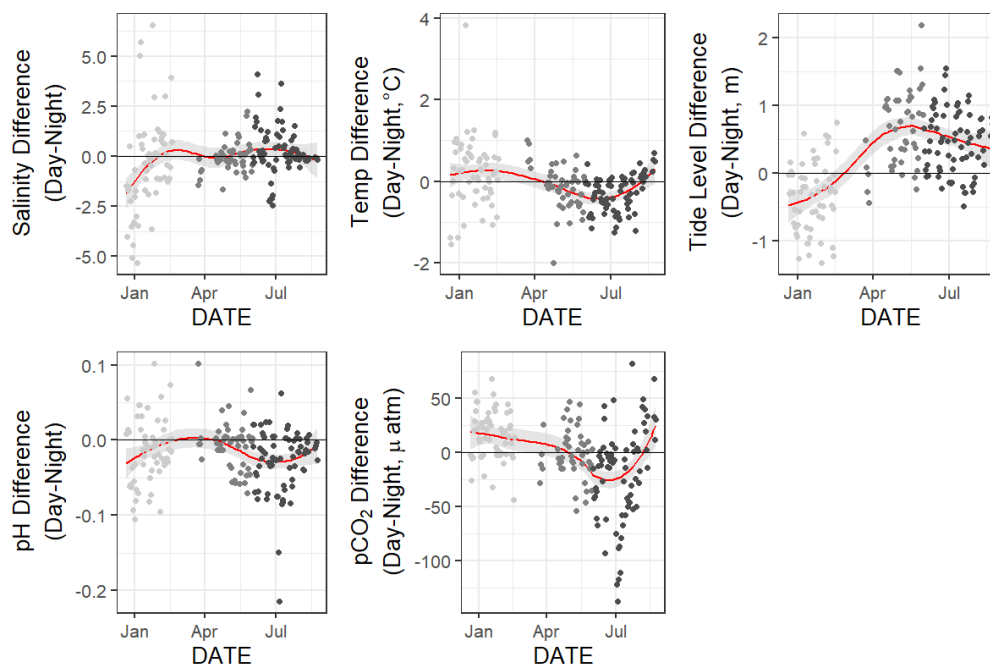 Salinity Difference
(Day-Night)
5.0
2.5
0.0
-2.5
-5.0
Jan Apr Jul
DATE
Temp Difference
(Day-Night, °C)
4
2
0
-2
Jan Apr Jul
DATE
Tide Level Difference
(Day-Night, m)
2
1
0
-1
Jan Apr Jul
DATE
pH Difference
(Day-Night)
0.1
0.0
-0.1
-0.2
Jan Apr Jul
DATE
pCO₂ Difference
(Day-Night, μ atm)
50
0
-50
-100
Jan Apr Jul
DATE